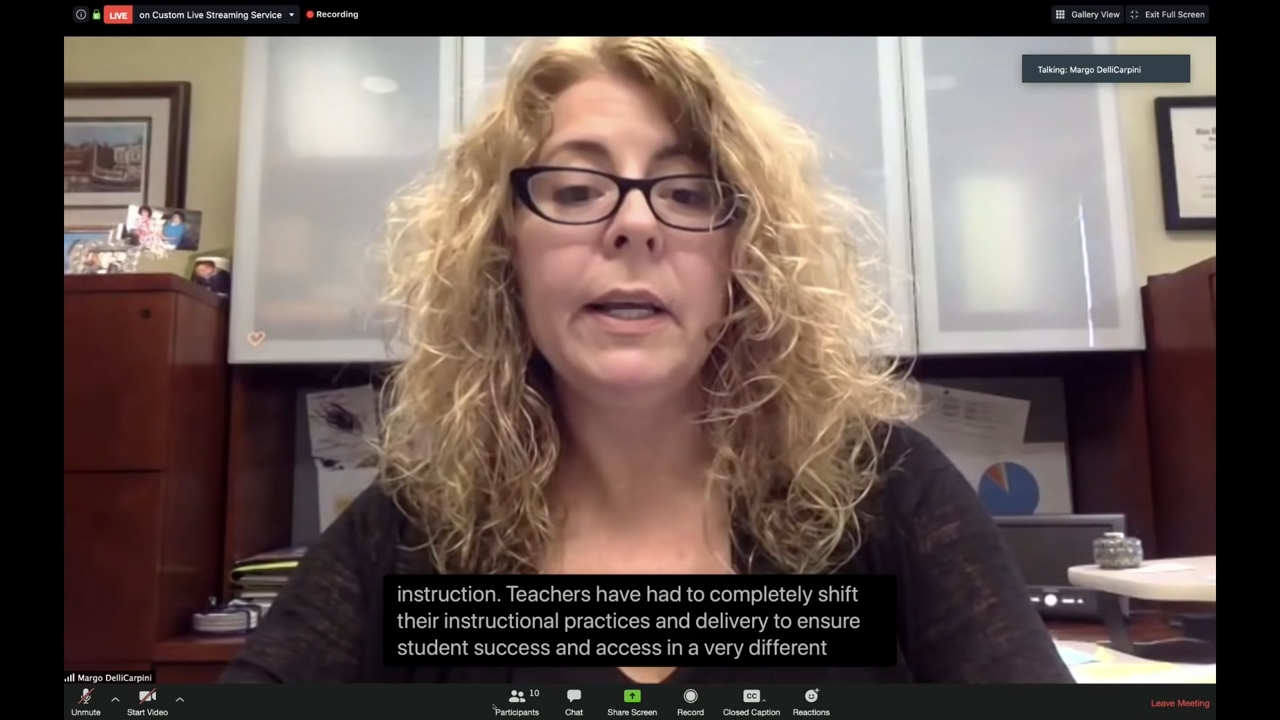 LIVE on Custom Live Streaming Service Recording Gallery View Exit Full Screen
Talking: Margo DelliCarpini
instruction. Teachers have had to completely shift
their instructional practices and delivery to ensure
student success and access in a very different
Margo DelliCarpini
10
Unmute Start Video Participants Chat Share Screen Record Closed Caption Reactions Leave Meeting